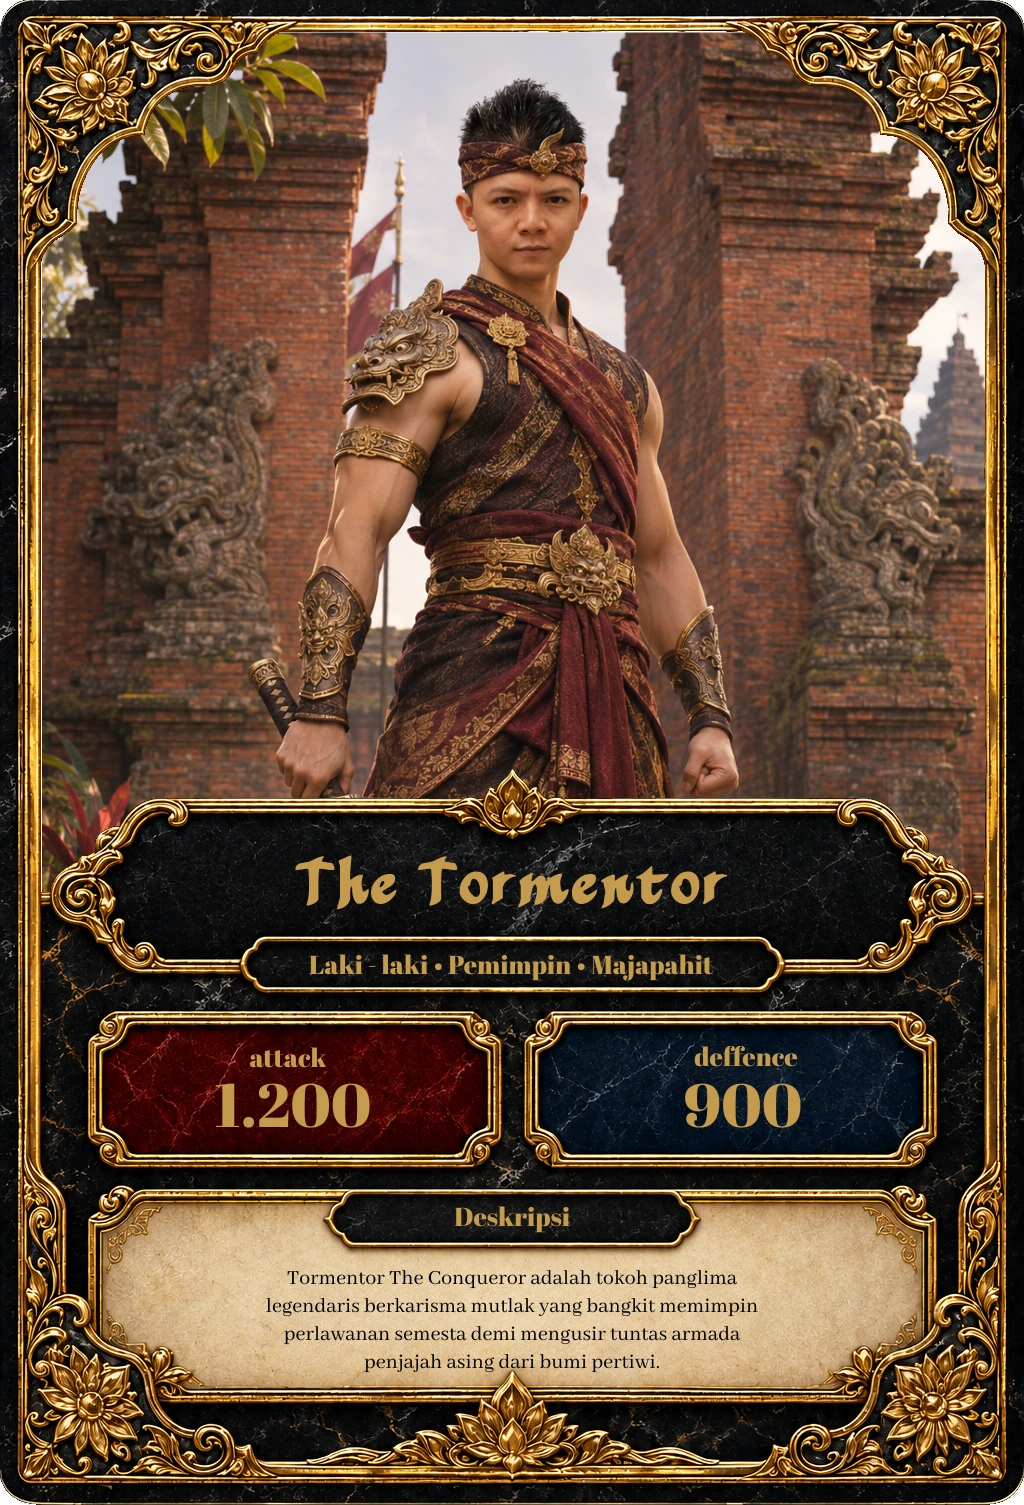 The Tormentor
Laki - laki • Pemimpin • Majapahit
attack
1.200
deffence
900
Deskripsi
Tormentor The Conqueror adalah tokoh panglima
legendaris berkarisma mutlak yang bangkit memimpin
perlawanan semesta demi mengusir tuntas armada
penjajah asing dari bumi pertiwi.